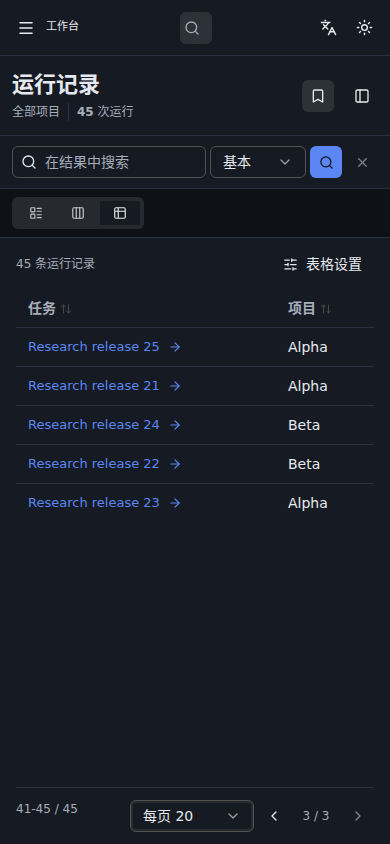 工作台
运行记录
全部项目 45 次运行
在结果中搜索 基本
45 条运行记录 表格设置
任务 项目
Research release 25 Alpha
Research release 21 Alpha
Research release 24 Beta
Research release 22 Beta
Research release 23 Alpha
41-45 / 45 每页 20 3 / 3